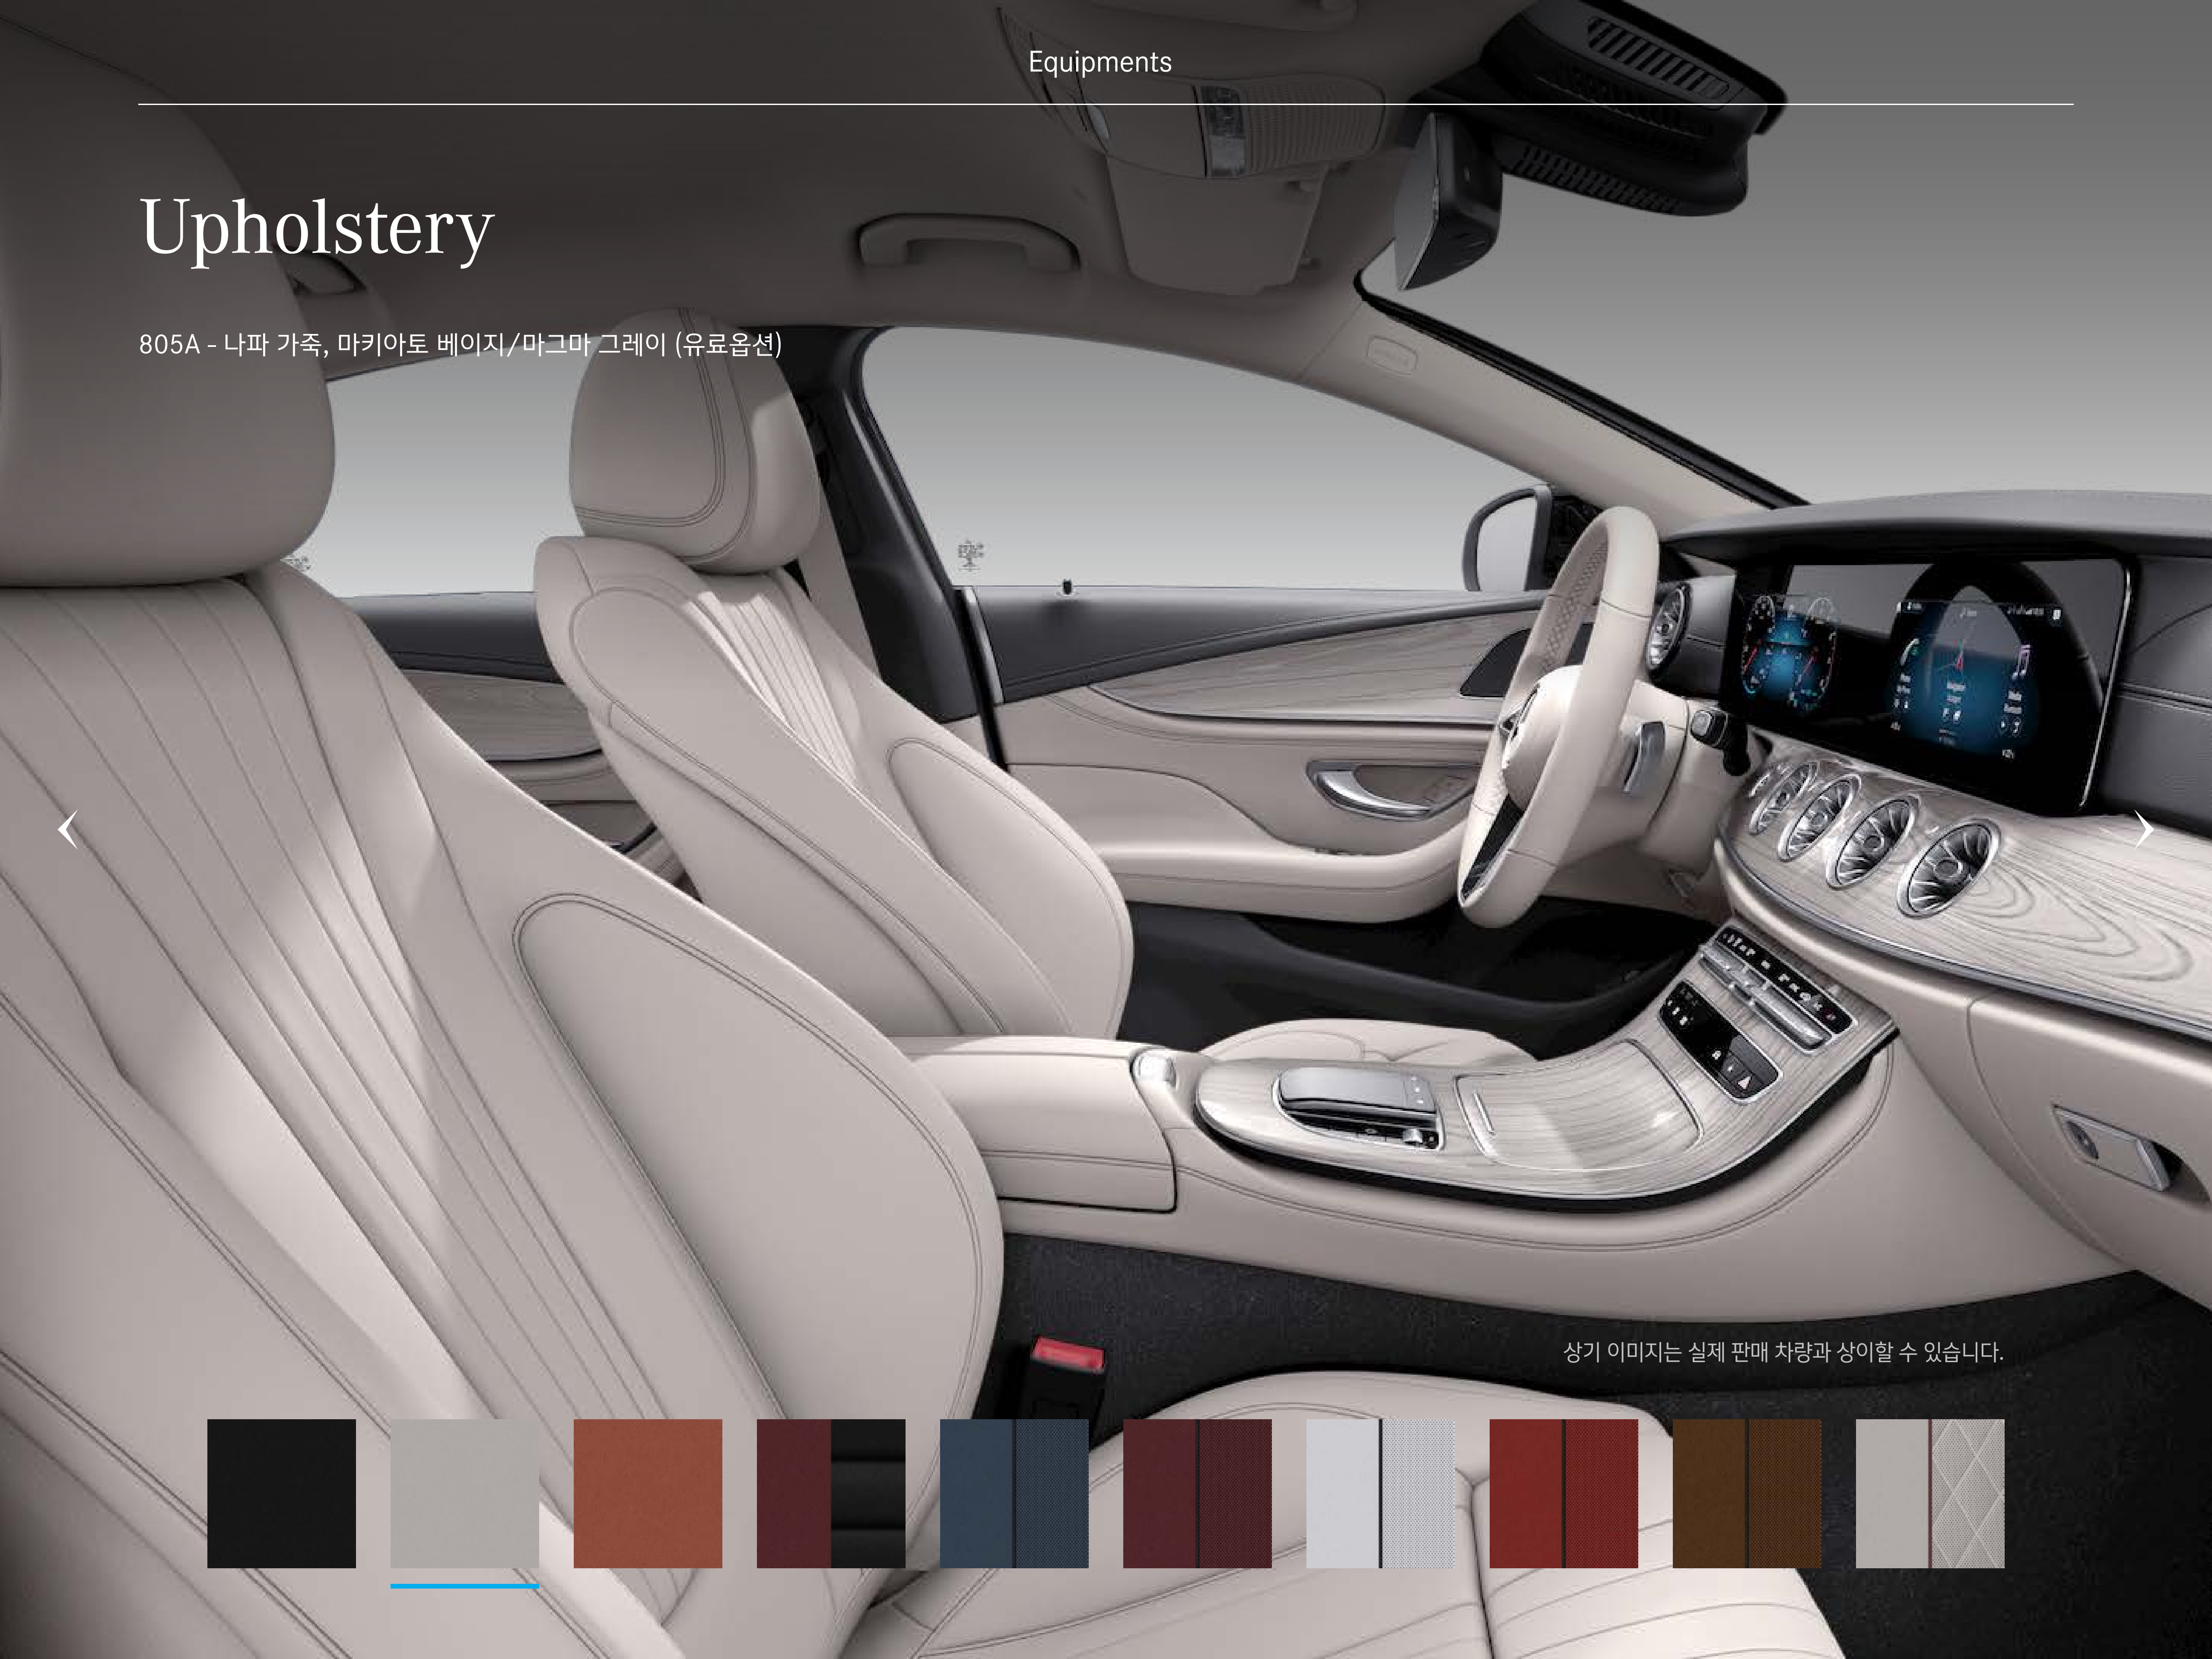 Equipments
Upholstery
805A - 나파 가죽, 마키아토 베이지/마그마 그레이 (유료옵션)
상기 이미지는 실제 판매 차량과 상이할 수 있습니다.